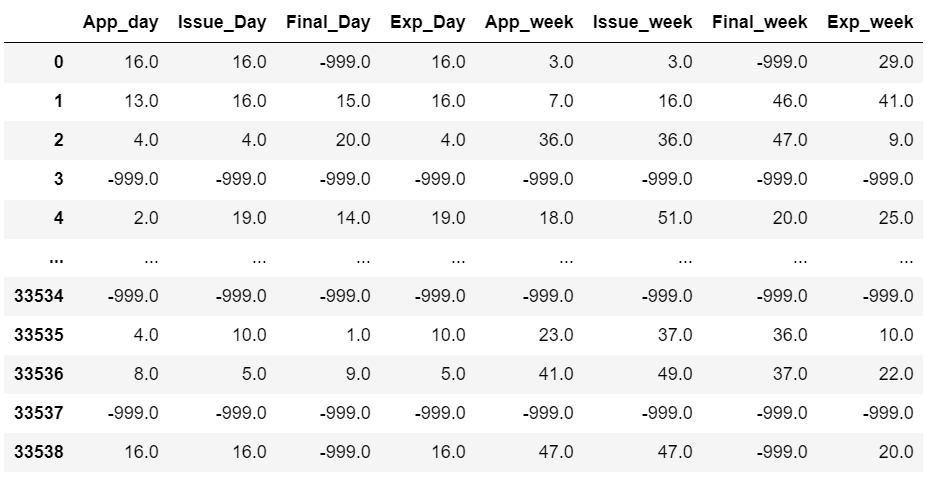 App_day Issue_Day Final_Day Exp_Day App_week Issue_week Final_week Exp_week
0 16.0 16.0 -999.0 16.0 3.0 3.0 -999.0 29.0
1 13.0 16.0 15.0 16.0 7.0 16.0 46.0 41.0
2 4.0 4.0 20.0 4.0 36.0 36.0 47.0 9.0
3 -999.0 -999.0 -999.0 -999.0 -999.0 -999.0 -999.0 -999.0
4 2.0 19.0 14.0 19.0 18.0 51.0 20.0 25.0
... ... ... ... ... ... ... ... ...
33534 -999.0 -999.0 -999.0 -999.0 -999.0 -999.0 -999.0 -999.0
33535 4.0 10.0 1.0 10.0 23.0 37.0 36.0 10.0
33536 8.0 5.0 9.0 5.0 41.0 49.0 37.0 22.0
33537 -999.0 -999.0 -999.0 -999.0 -999.0 -999.0 -999.0 -999.0
33538 16.0 16.0 -999.0 16.0 47.0 47.0 -999.0 20.0